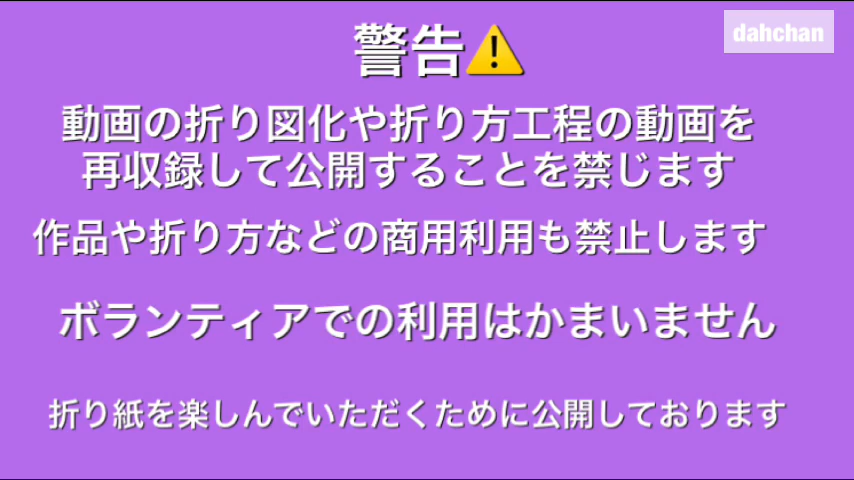 警告⚠️
dahchan
動画の折り図化や折り方工程の動画を
再収録して公開することを禁じます
作品や折り方などの商用利用も禁止します
ボランティアでの利用はかまいません
折り紙を楽しんでいただくために公開しております